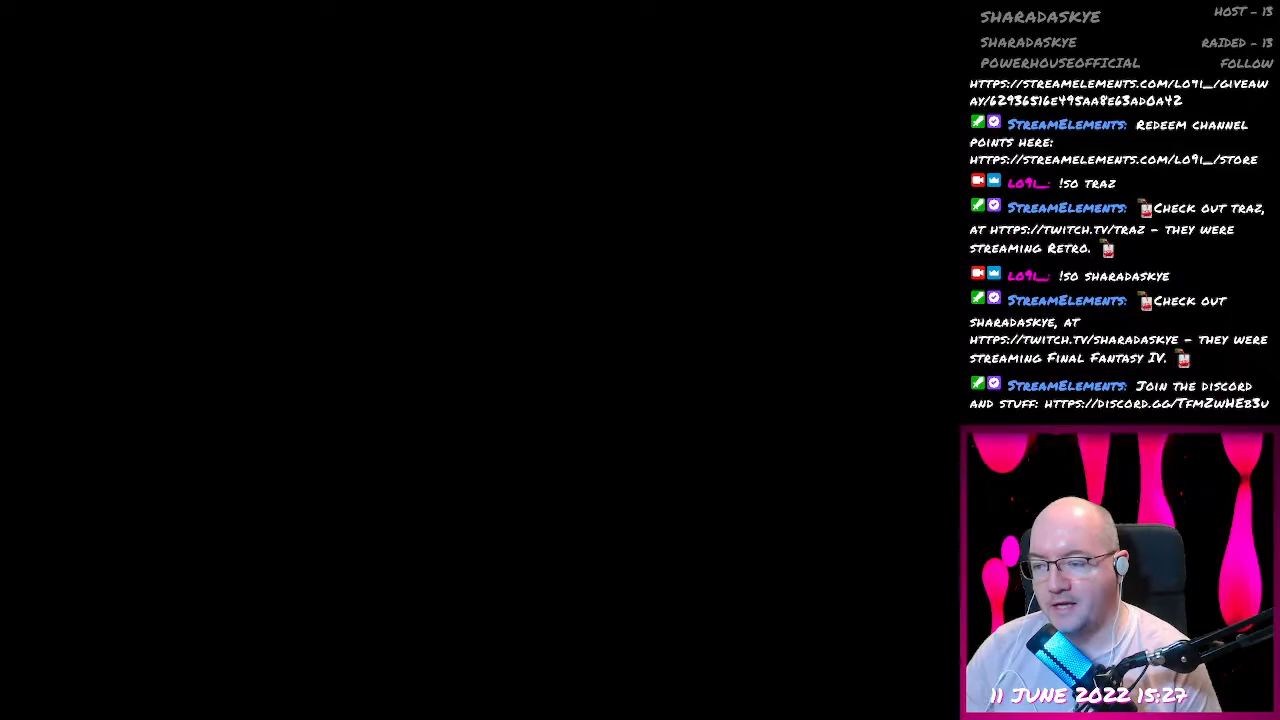 SHARADASKYE HOST - 13
SHARADASKYE RAIDED - 13
POWERHOUSEOFFICIAL FOLLOW
HTTPS://STREAMELEMENTS.COM/LO9I_/GIVEAW
AY/62936516E495AA8E63AD0A42
STREAMELEMENTS: REDEEM CHANNEL
POINTS HERE:
HTTPS://STREAMELEMENTS.COM/LO9I_/STORE
LO9I_: !SO TRAZ
STREAMELEMENTS: CHECK OUT TRAZ,
AT HTTPS://TWITCH.TV/TRAZ - THEY WERE
STREAMING RETRO.
LO9I_: !SO SHARADASKYE
STREAMELEMENTS: CHECK OUT
SHARADASKYE, AT
HTTPS://TWITCH.TV/SHARADASKYE - THEY WERE
STREAMING FINAL FANTASY IV.
STREAMELEMENTS: JOIN THE DISCORD
AND STUFF: HTTPS://DISCORD.GG/TFMZWHEB3U
11 JUNE 2022 15:27